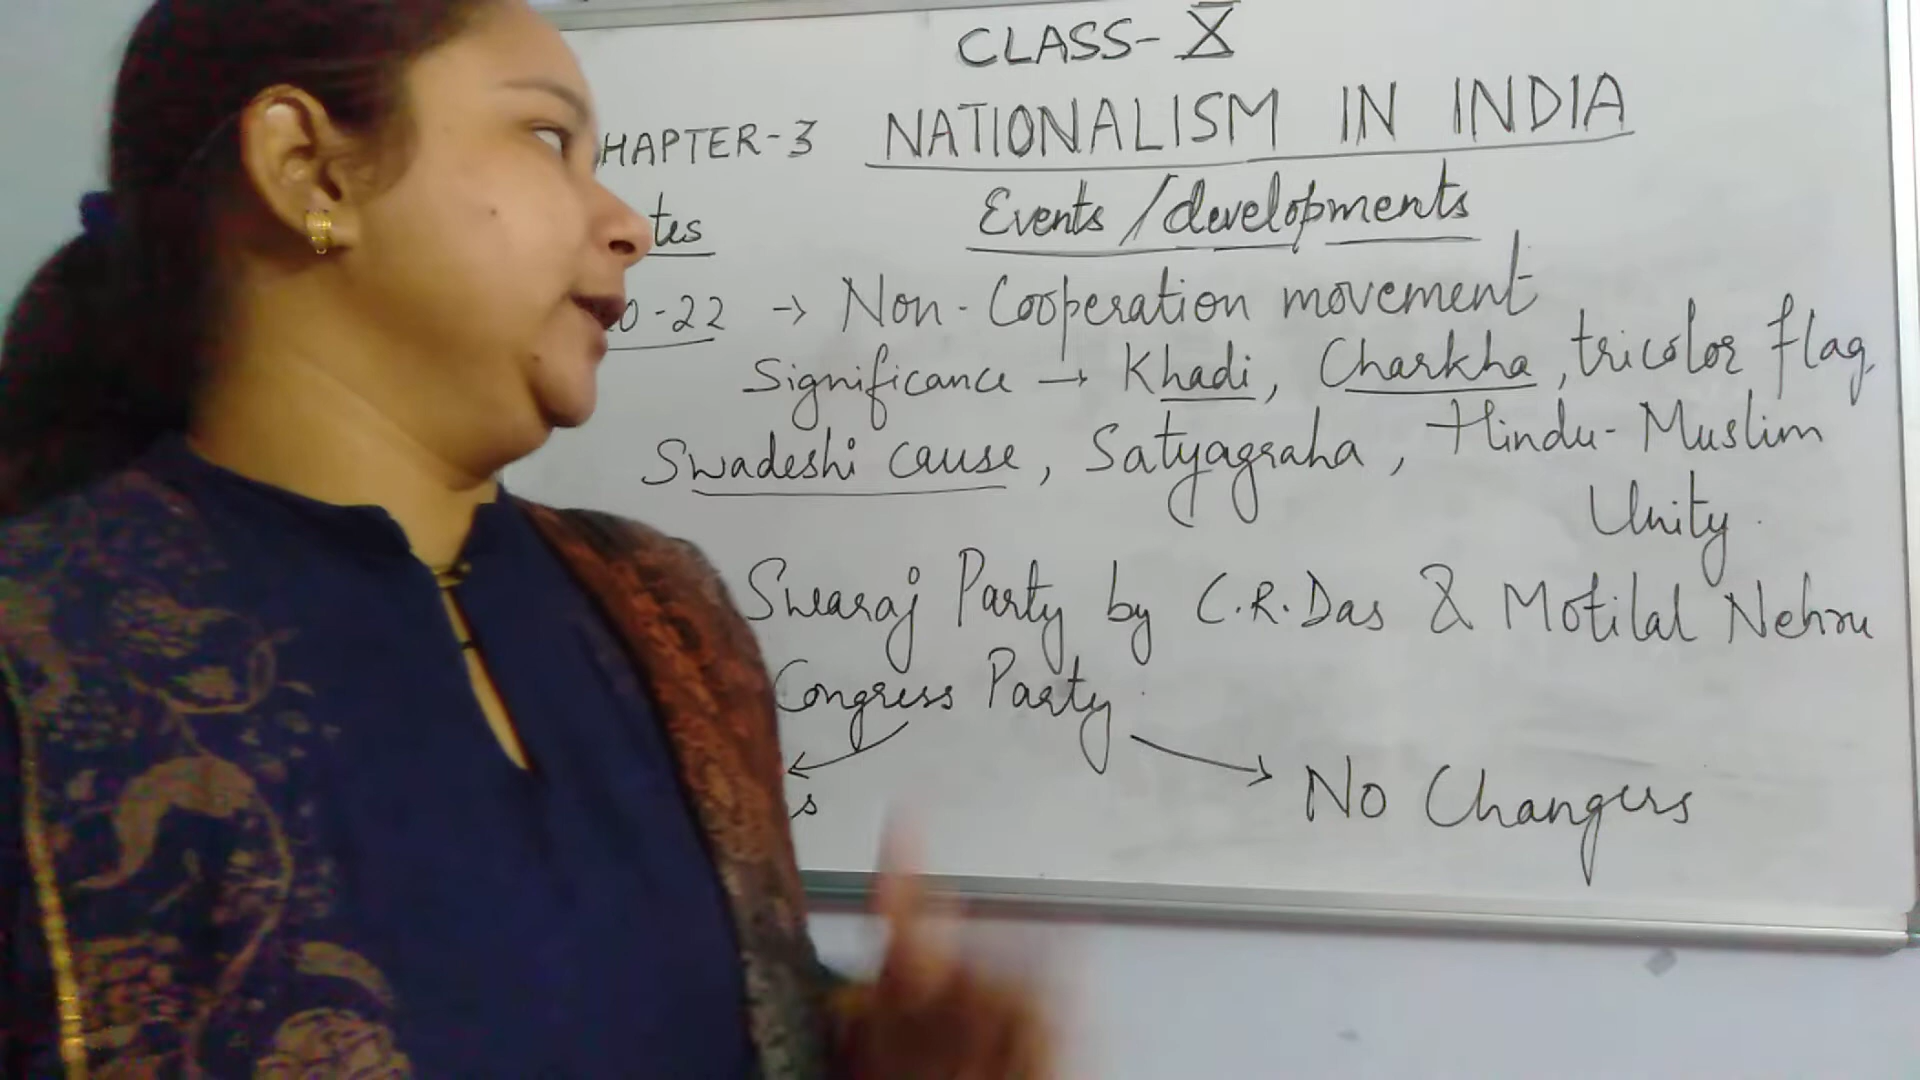 CLASS-X
HAPTER-3 NATIONALISM IN INDIA
tes Events/developments
0-22 → Non-Cooperation movement
Significance → Khadi, Charkha, tricolor flag,
Swadeshi cause, Satyagraha, Hindu-Muslim
Unity.
Swaraj Party by C.R.Das & Motilal Nehru
Congress Party
s No Changers